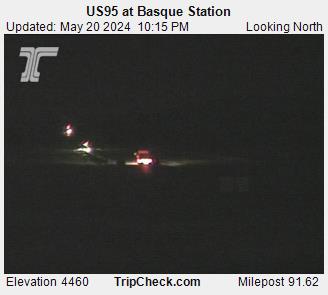 US95 at Basque Station
Updated: May 20 2024 10:15 PM Looking North
Elevation 4460 TripCheck.com Milepost 91.62